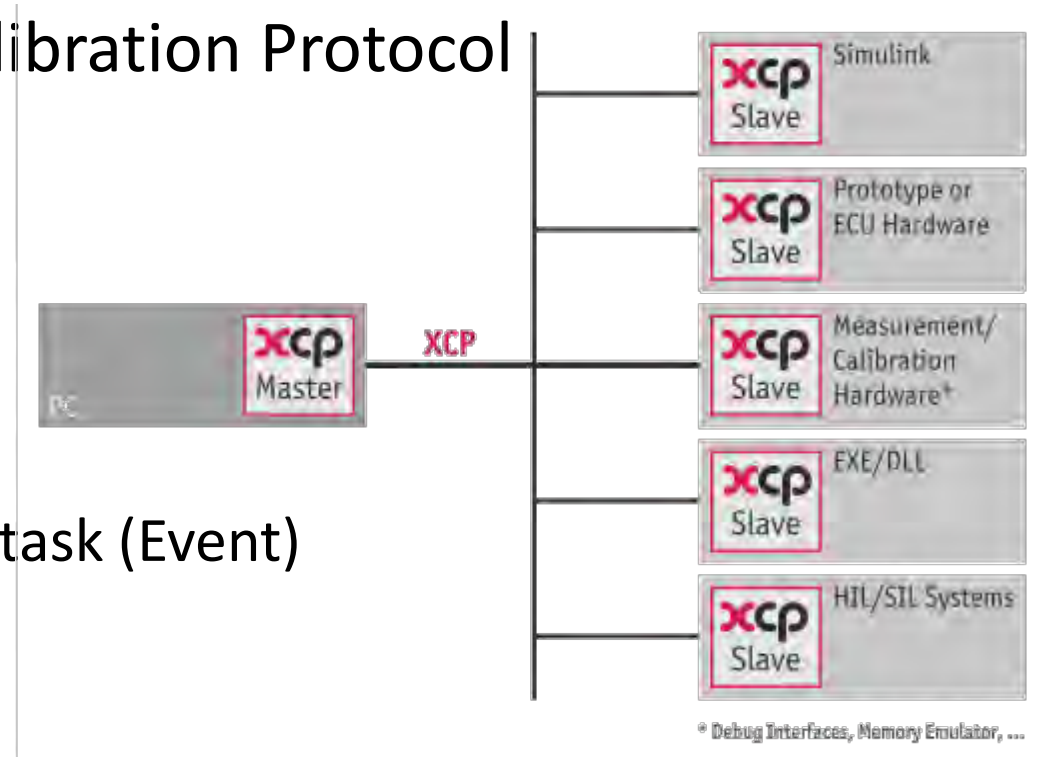 libration Protocol
xcp
Slave
Simulink
xcp
Slave
Prototype or
ECU Hardware
PC
xcp
Master
XCP
xcp
Slave
Measurement/
Calibration
Hardware*
xcp
Slave
EXE/DLL
task (Event)
xcp
Slave
HIL/SIL Systems
* Debug Interfaces, Memory Emulator, ...